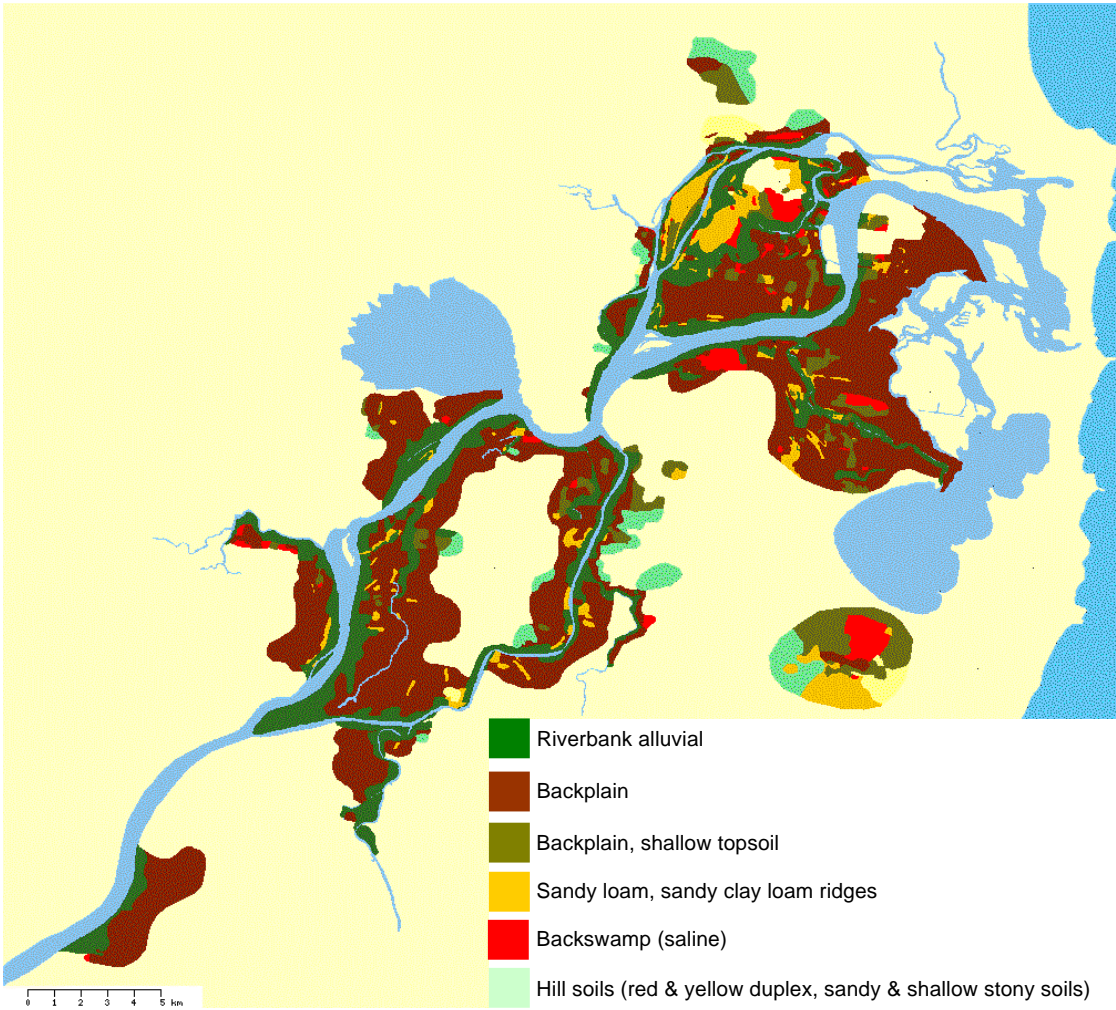 Riverbank alluvial
Backplain
Backplain, shallow topsoil
Sandy loam, sandy clay loam ridges
Backswamp (saline)
Hill soils (red & yellow duplex, sandy & shallow stony soils)
0 1 2 3 4 5 km